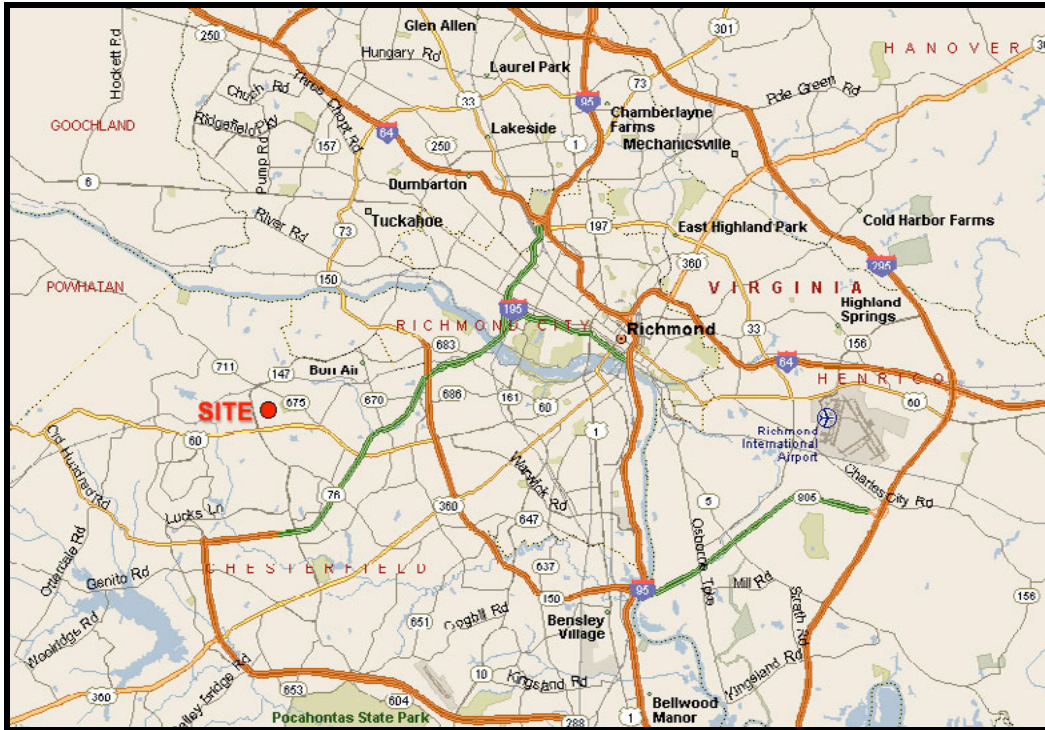 250
Glen Allen
301
HANOVER
Hockett Rd
Hungary Rd
Three Chopt Rd
Laurel Park
73
Church Rd
33
95
Pole Green Rd
GOOCHLAND
Ridgefield Pky
Chamberlayne
Farms
64
Lakeside
157
250
1
Mechanicsville
Pump Rd
6
Dumbarton
Tuckahoe
River Rd
73
197
East Highland Park
Cold Harbor Farms
360
295
150
POWHATAN
VIRGINIA
195
Highland
Springs
RICHMOND CITY
Richmond
33
683
156
711
147
Bon Air
64
HENRICO
SITE
675
670
686
161
60
60
60
1
Richmond
International
Airport
Old Hundred Rd
Warwick Rd
Charles City Rd
76
5
895
Lucks Ln
360
647
Osborne Tpke
Otterdale Rd
Genito Rd
CHESTERFIELD
637
Mill Rd
150
95
Strath Rd
156
Bensley
Village
651
Cogbill Rd
Woolridge Rd
10
Kingsland Rd
Kingsland Rd
360
653
604
Bellwood
Manor
Pocahontas State Park
288
1